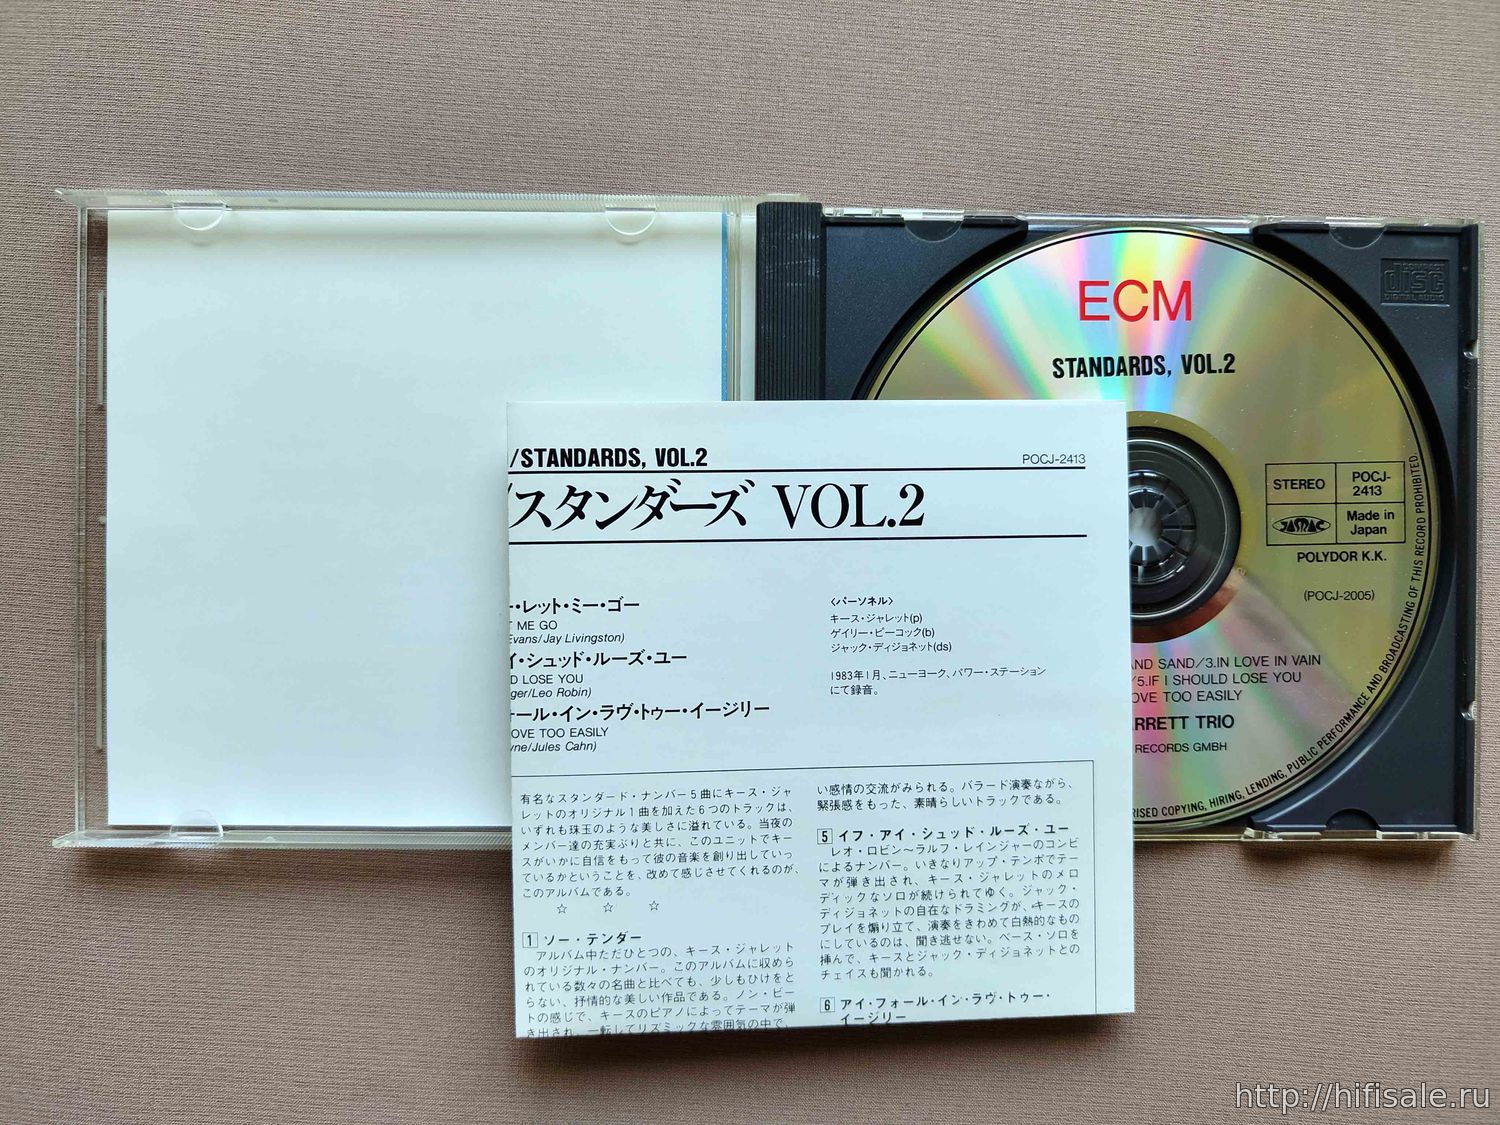 disc
DIGITAL AUDIO
ECM
STANDARDS, VOL.2
STEREO
POCJ-
2413
JASRAC
Made in
Japan
POLYDOR K.K.
(POCJ-2005)
AND SAND/3.IN LOVE IN VAIN
/5.IF I SHOULD LOSE YOU
OVE TOO EASILY
RRETT TRIO
RECORDS GMBH
RISED COPYING, HIRING, LENDING, PUBLIC PERFORMANCE AND BROADCASTING OF THIS RECORD PROHIBITED.
/STANDARDS, VOL.2
POCJ-2413
/スタンダーズ VOL.2
ー・レット・ミー・ゴー
T ME GO
Evans/Jay Livingston)
イ・シュッド・ルーズ・ユー
D LOSE YOU
ger/Leo Robin)
ォール・イン・ラヴ・トゥー・イージリー
OVE TOO EASILY
yne/Jules Cahn)
〈パーソネル〉
キース・ジャレット(p)
ゲイリー・ピーコック(b)
ジャック・ディジョネット(ds)
1983年1月、ニューヨーク、パワー・ステーション
にて録音。
有名なスタンダード・ナンバー5曲にキース・ジャ
レットのオリジナル1曲を加えた6つのトラックは、
いずれも珠玉のような美しさに溢れている。当夜の
メンバー達の充実ぶりと共に、このユニットでキー
スがいかに自信をもって彼の音楽を創り出していっ
ているかということを、改めて感じさせてくれるのが、
このアルバムである。
☆ ☆ ☆
1 ソー・テンダー
アルバム中ただひとつの、キース・ジャレット
のオリジナル・ナンバー。このアルバムに収めら
れている数々の名曲と比べても、少しもひけをと
らない、抒情的な美しい作品である。ノン・ビー
トの感じで、キースのピアノによってテーマが弾
き出され、一転してリズミックな雰囲気の中で、
い感情の交流がみられる。バラード演奏ながら、
緊張感をもった、素晴らしいトラックである。
5 イフ・アイ・シュッド・ルーズ・ユー
レオ・ロビン〜ラルフ・レインジャーのコンビ
によるナンバー。いきなりアップ・テンポでテー
マが弾き出され、キース・ジャレットのメロ
ディックなソロが続けられてゆく。ジャック・
ディジョネットの自在なドラミングが、キースの
プレイを煽り立て、演奏をきわめて白熱的なもの
にしているのは、聞き逃せない。ベース・ソロを
挿んで、キースとジャック・ディジョネットとの
チェイスも聞かれる。
6 アイ・フォール・イン・ラヴ・トゥー・
イージリー
http://hifisale.ru